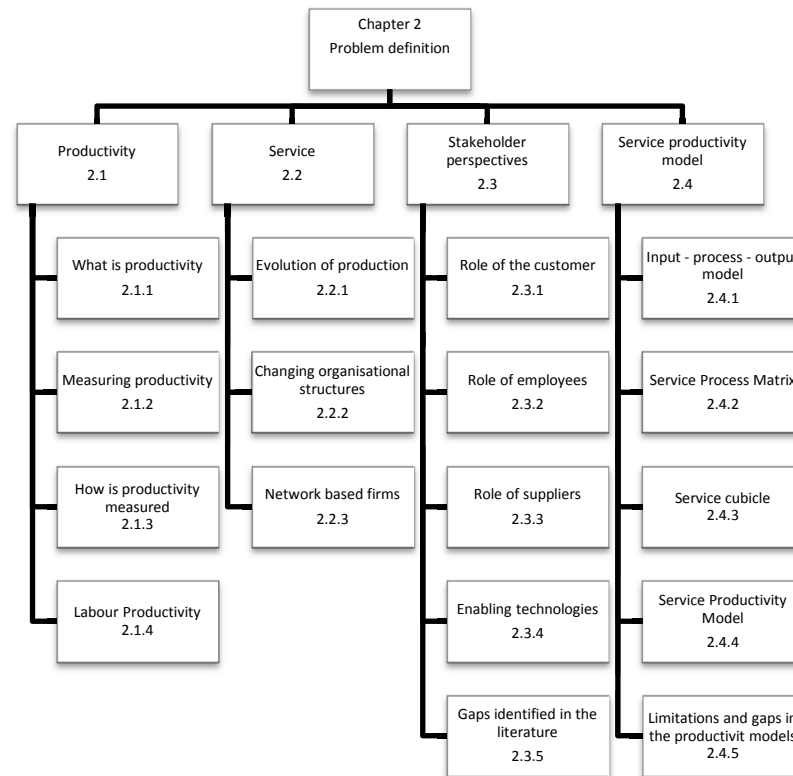 Chapter 2
Problem definition
Productivity
2.1
Service
2.2
Stakeholder
perspectives
2.3
Service productivity
model
2.4
What is productivity
2.1.1
Measuring productivity
2.1.2
How is productivity
measured
2.1.3
Labour Productivity
2.1.4
Evolution of production
2.2.1
Changing organisational
structures
2.2.2
Network based firms
2.2.3
Role of the customer
2.3.1
Role of employees
2.3.2
Role of suppliers
2.3.3
Enabling technologies
2.3.4
Gaps identified in the
literature
2.3.5
Input - process - output
model
2.4.1
Service Process Matrix
2.4.2
Service cubicle
2.4.3
Service Productivity
Model
2.4.4
Limitations and gaps in
the productivit models
2.4.5